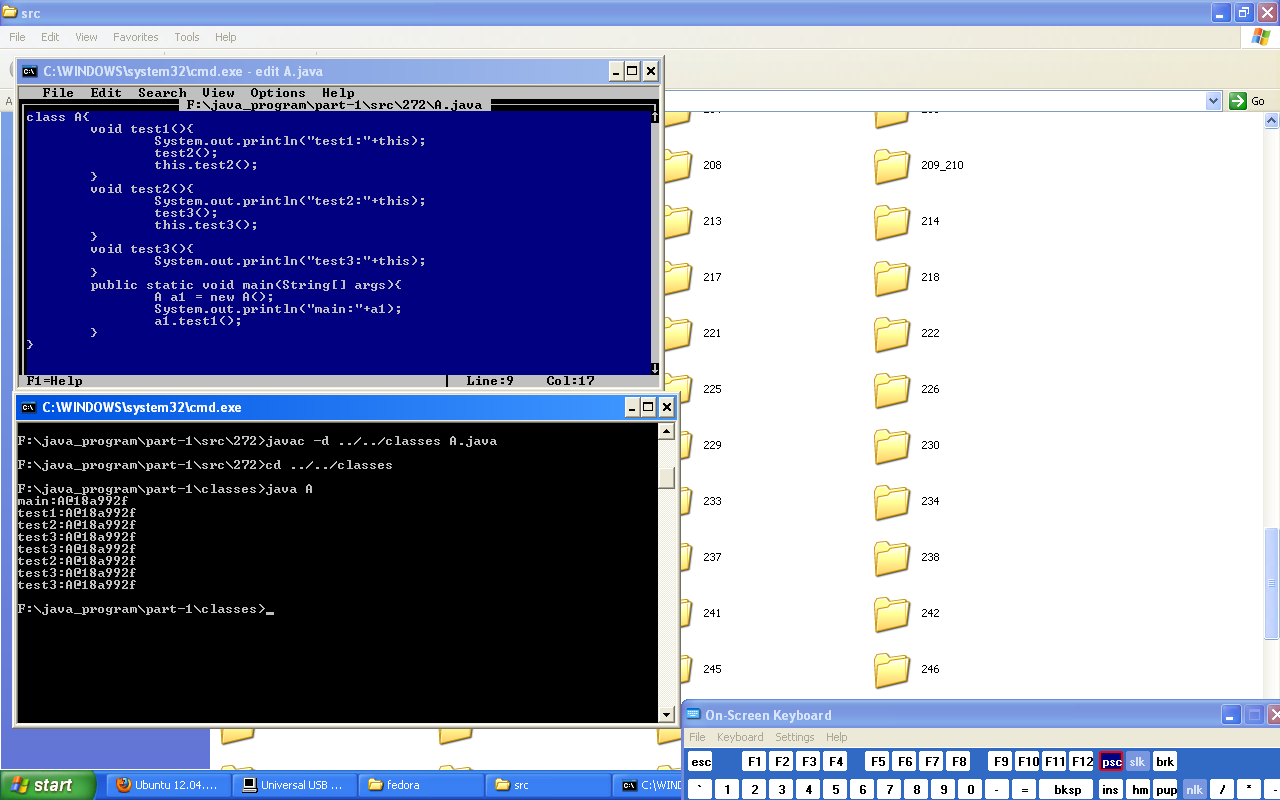 src
File Edit View Favorites Tools Help
C:\WINDOWS\system32\cmd.exe - edit A.java
File Edit Search View Options Help
F:\java_program\part-1\src\272\A.java
class A{
void test1(){
System.out.println("test1:"+this);
test2();
this.test2();
}
void test2(){
System.out.println("test2:"+this);
test3();
this.test3();
}
void test3(){
System.out.println("test3:"+this);
}
public static void main(String[] args){
A a1 = new A();
System.out.println("main:"+a1);
a1.test1();
}
}
F1=Help Line:9 Col:17
Go
208 209_210
213 214
217 218
221 222
225 226
229 230
233 234
237 238
241 242
245 246
C:\WINDOWS\system32\cmd.exe
F:\java_program\part-1\src\272>javac -d ../../classes A.java
F:\java_program\part-1\src\272>cd ../../classes
F:\java_program\part-1\classes>java A
main:A@18a992f
test1:A@18a992f
test2:A@18a992f
test3:A@18a992f
test3:A@18a992f
test2:A@18a992f
test3:A@18a992f
test3:A@18a992f
F:\java_program\part-1\classes>_
On-Screen Keyboard
File Keyboard Settings Help
esc F1 F2 F3 F4 F5 F6 F7 F8 F9 F10 F11 F12 psc slk brk
` 1 2 3 4 5 6 7 8 9 0 - = bksp ins hm pup nlk / * -
start Ubuntu 12.04.... Universal USB ... fedora src C:\WIND